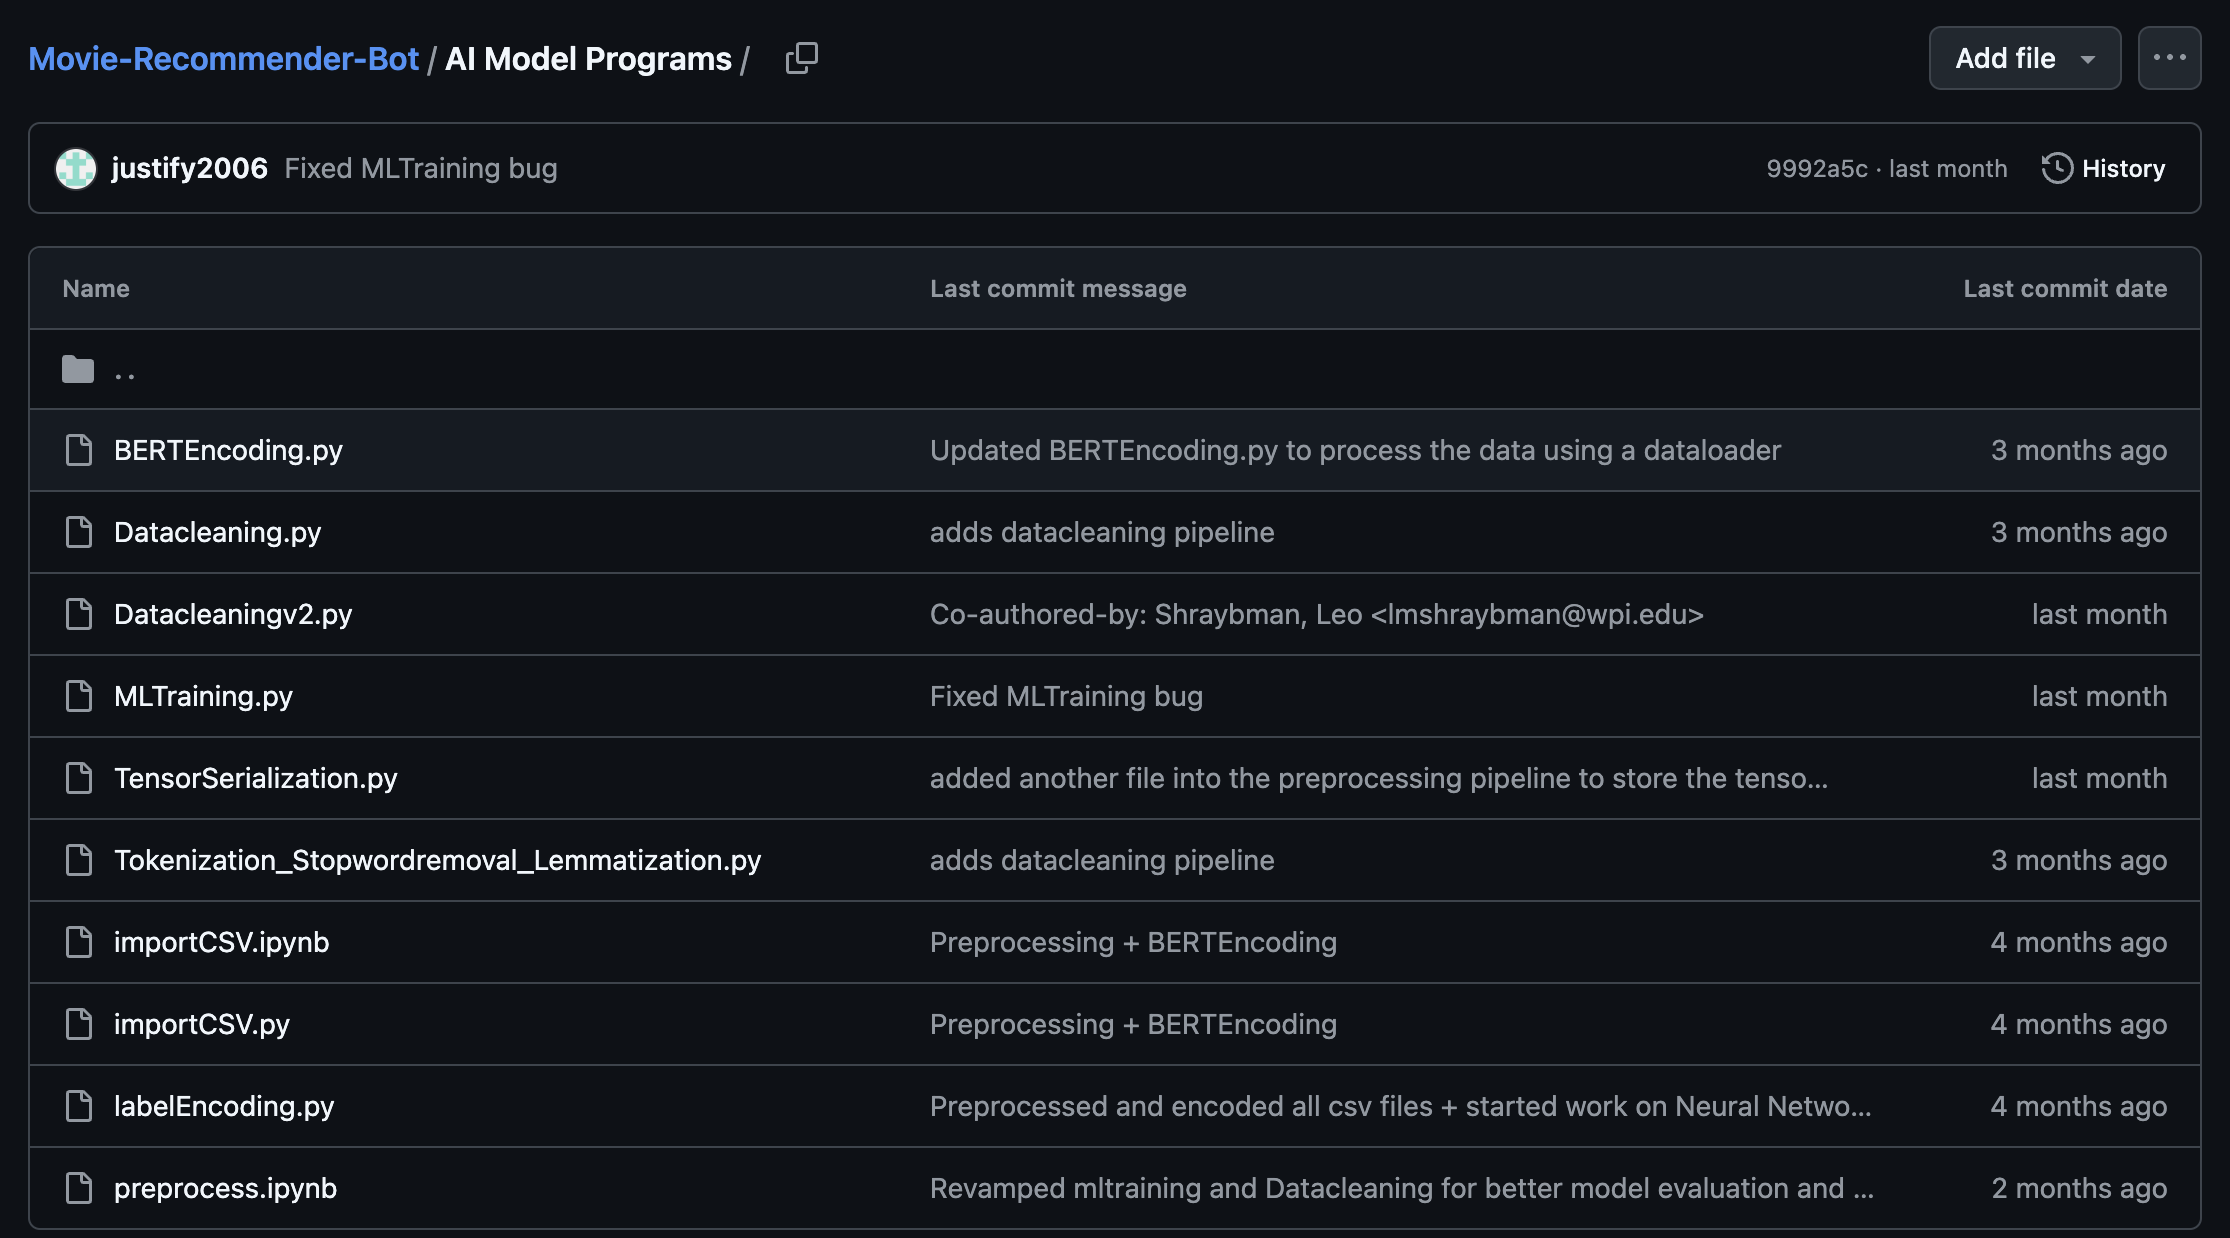 Movie-Recommender-Bot / AI Model Programs /
Add file
justify2006 Fixed MLTraining bug 9992a5c · last month History
Name Last commit message Last commit date
..
BERTEncoding.py Updated BERTEncoding.py to process the data using a dataloader 3 months ago
Datacleaning.py adds datacleaning pipeline 3 months ago
Datacleaningv2.py Co-authored-by: Shraybman, Leo <lmshraybman@wpi.edu> last month
MLTraining.py Fixed MLTraining bug last month
TensorSerialization.py added another file into the preprocessing pipeline to store the tenso... last month
Tokenization_Stopwordremoval_Lemmatization.py adds datacleaning pipeline 3 months ago
importCSV.ipynb Preprocessing + BERTEncoding 4 months ago
importCSV.py Preprocessing + BERTEncoding 4 months ago
labelEncoding.py Preprocessed and encoded all csv files + started work on Neural Netwo... 4 months ago
preprocess.ipynb Revamped mltraining and Datacleaning for better model evaluation and ... 2 months ago